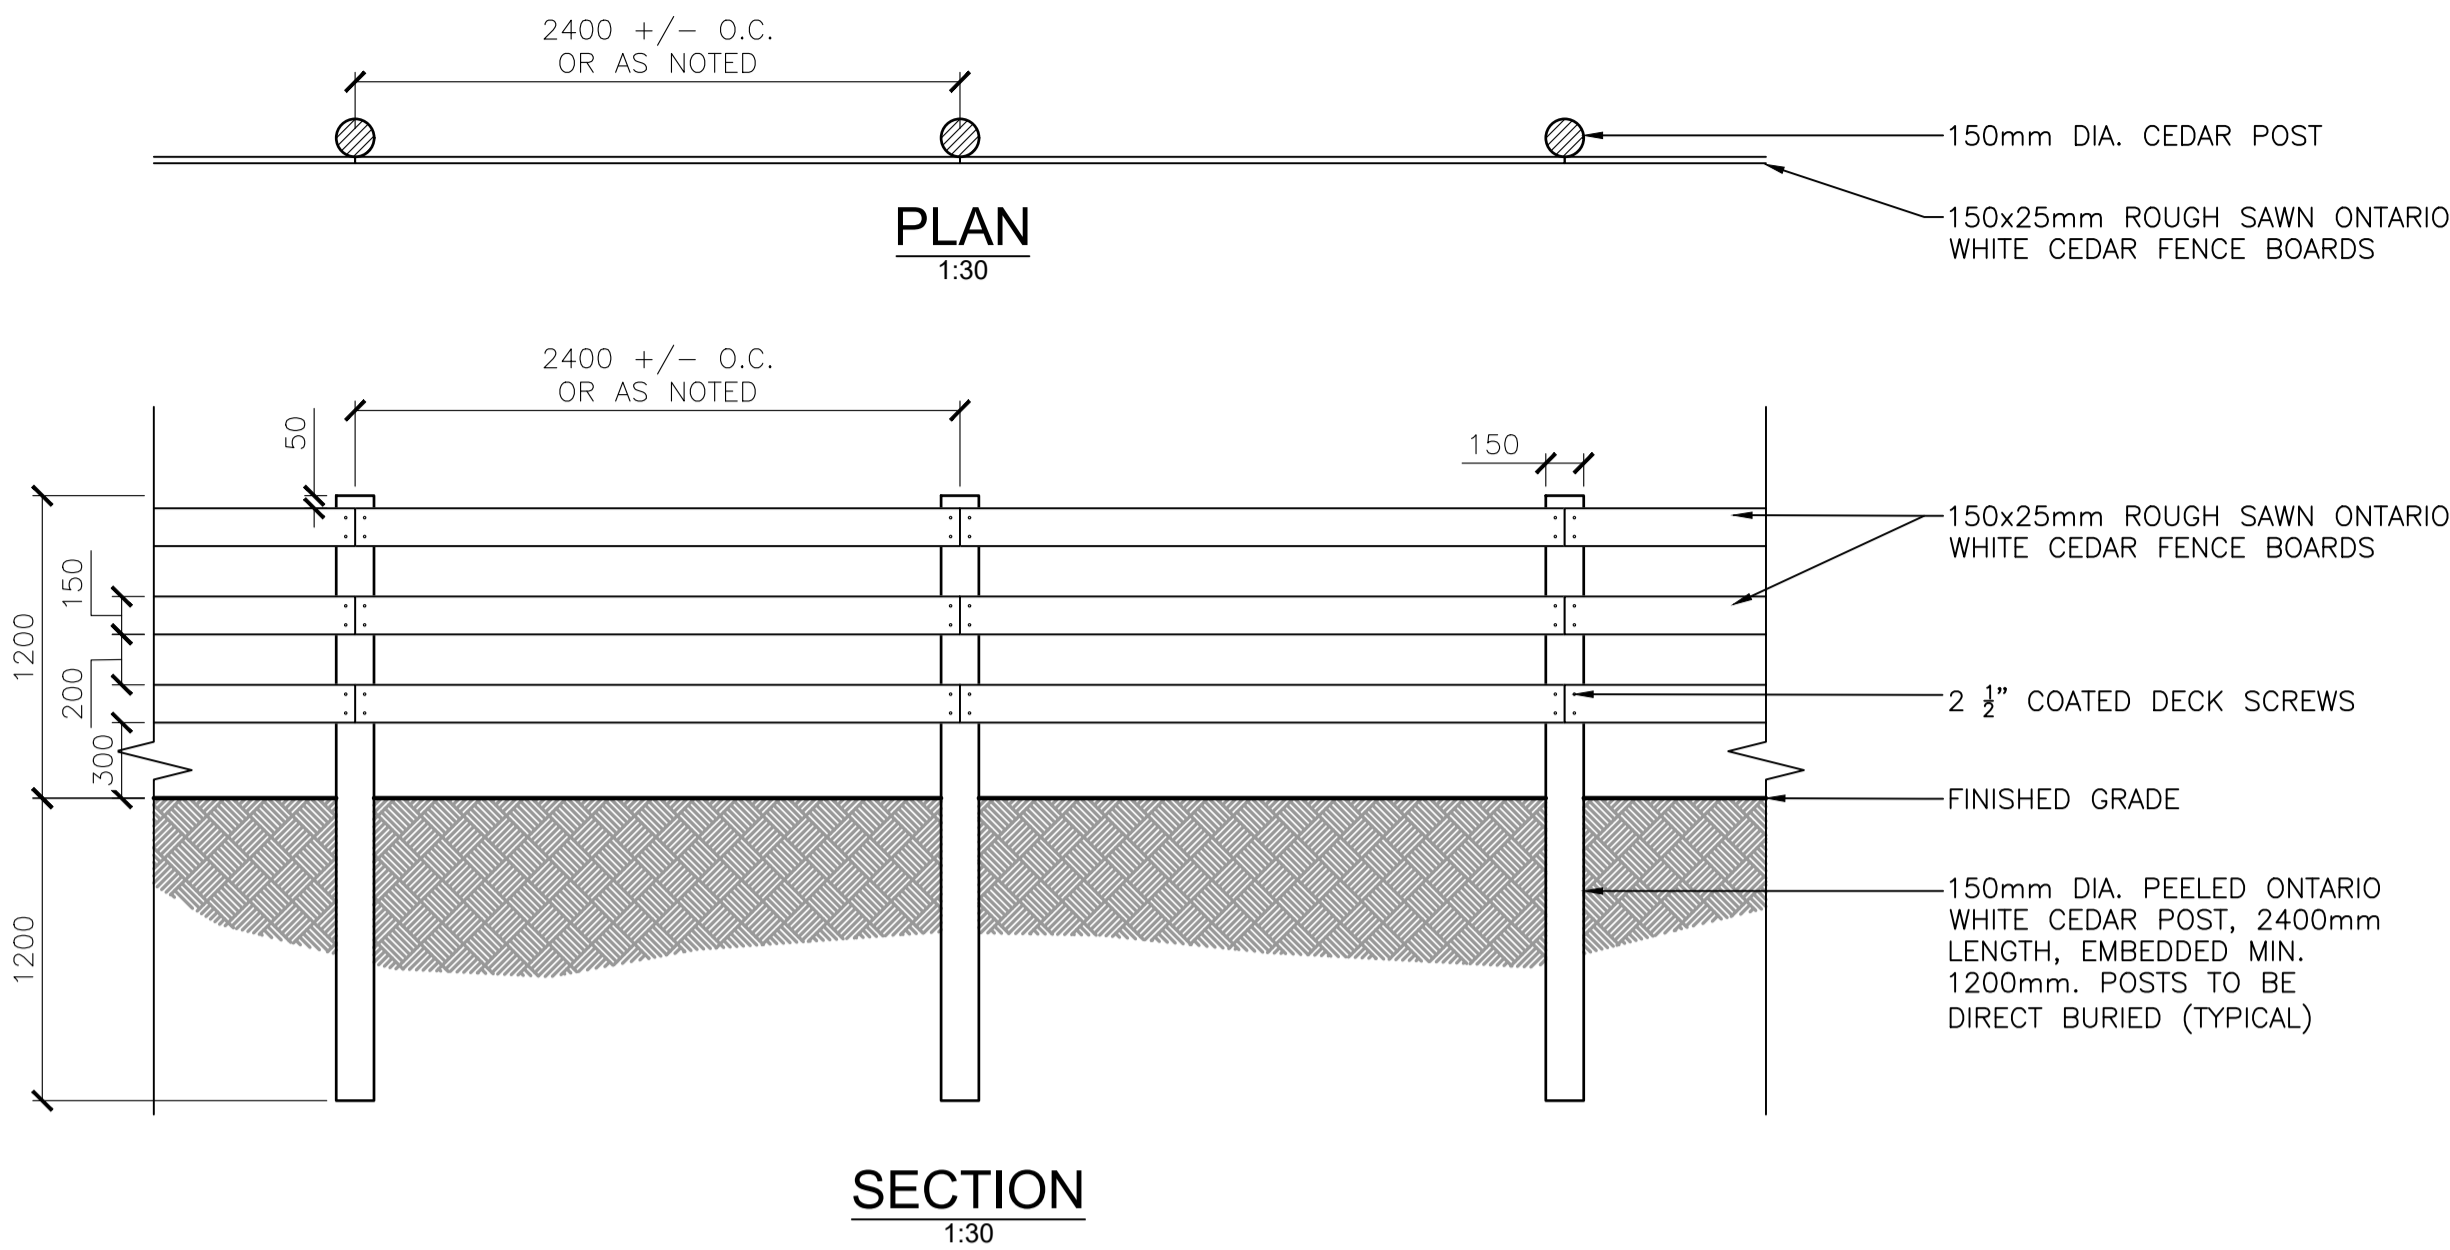 2400 +/- O.C.
OR AS NOTED
150mm DIA. CEDAR POST
150x25mm ROUGH SAWN ONTARIO
WHITE CEDAR FENCE BOARDS
PLAN
1:30
2400 +/- O.C.
OR AS NOTED
50
150
150x25mm ROUGH SAWN ONTARIO
WHITE CEDAR FENCE BOARDS
150
1200
200
2 ½” COATED DECK SCREWS
300
FINISHED GRADE
150mm DIA. PEELED ONTARIO
WHITE CEDAR POST, 2400mm
LENGTH, EMBEDDED MIN.
1200mm. POSTS TO BE
DIRECT BURIED (TYPICAL)
1200
SECTION
1:30